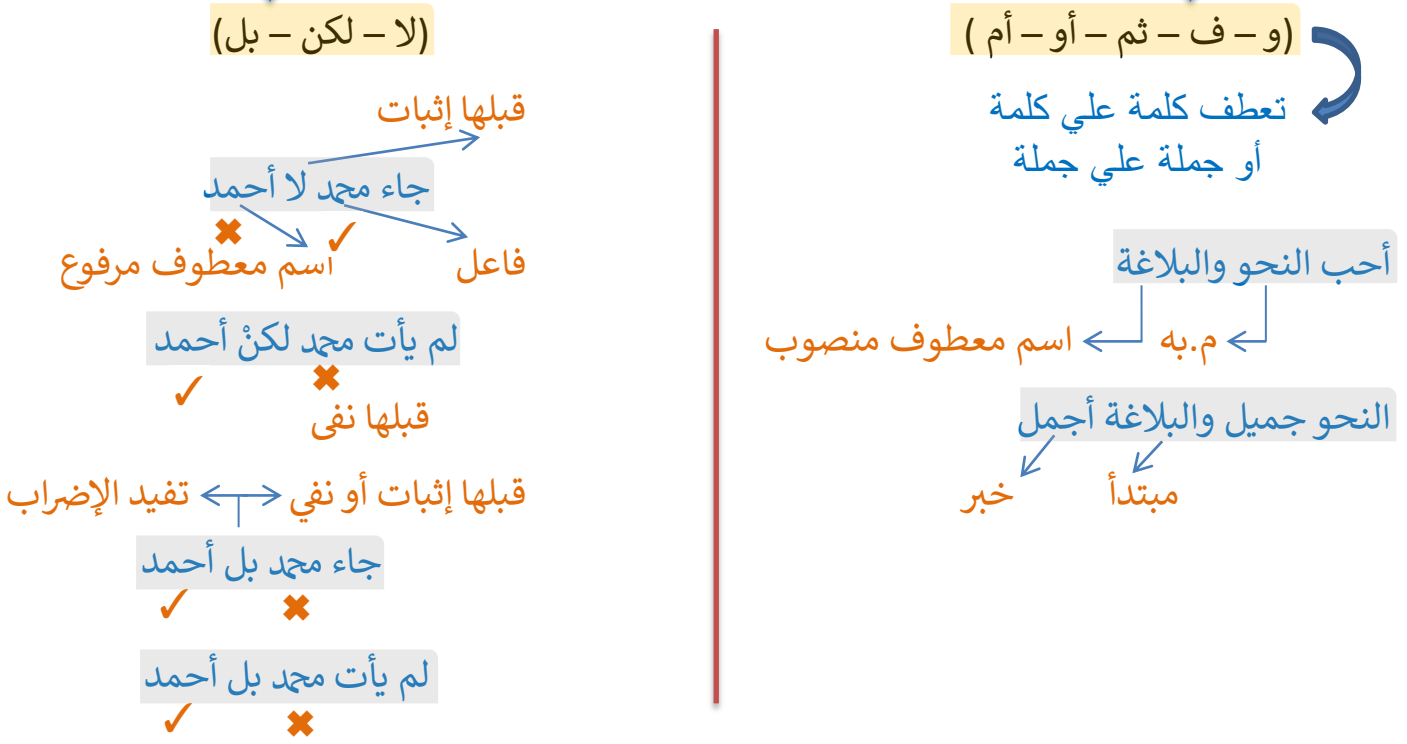 (و – ف – ثم – أو – أم )
تعطف كلمة علي كلمة
أو جملة علي جملة
أحب النحو والبلاغة
م.به
اسم معطوف منصوب
النحو جميل والبلاغة أجمل
مبتدأ
خبر
(لا – لكن – بل)
قبلها إثبات
جاء محمد لا أحمد
✓ ✖
فاعل
اسم معطوف مرفوع
لم يأت محمد لكنْ أحمد
✖ ✓
قبلها نفى
قبلها إثبات أو نفي
تفيد الإضراب
جاء محمد بل أحمد
✖ ✓
لم يأت محمد بل أحمد
✖ ✓